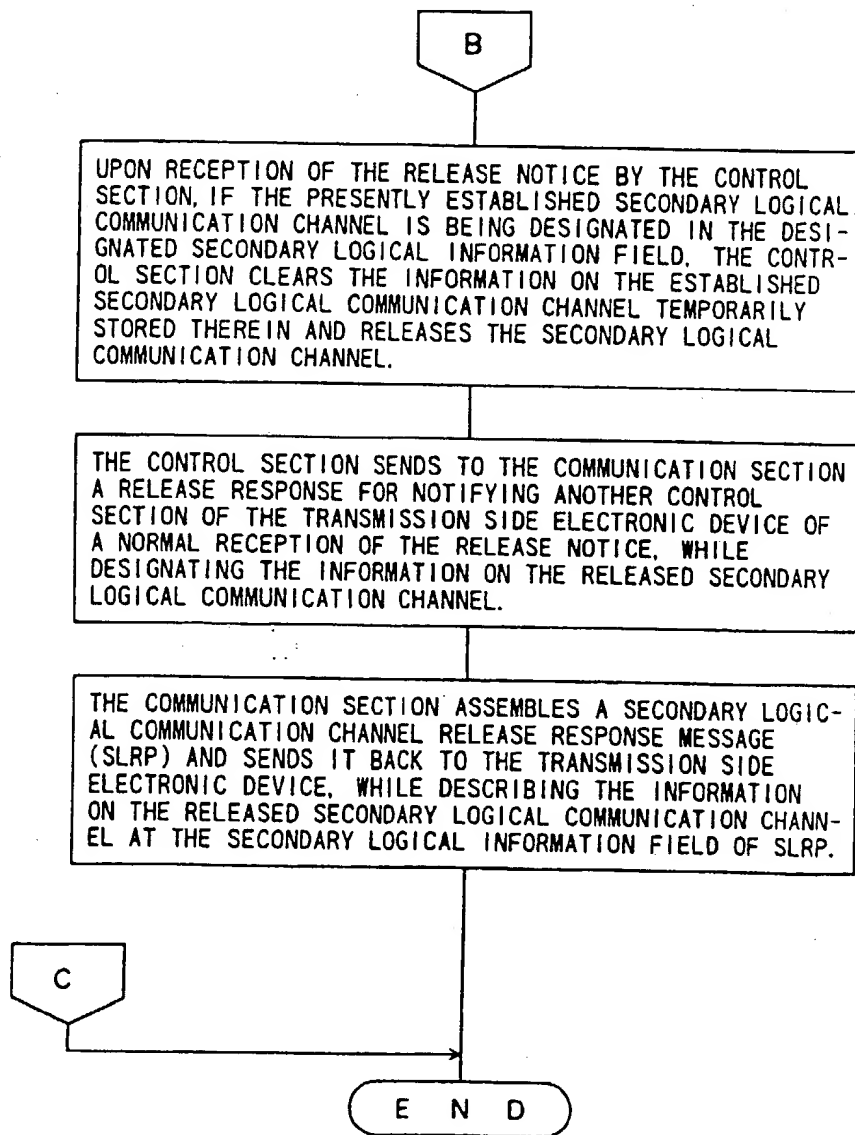 B
UPON RECEPTION OF THE RELEASE NOTICE BY THE CONTROL
SECTION, IF THE PRESENTLY ESTABLISHED SECONDARY LOGICAL
COMMUNICATION CHANNEL IS BEING DESIGNATED IN THE DESI-
GNATED SECONDARY LOGICAL INFORMATION FIELD, THE CONTR-
OL SECTION CLEARS THE INFORMATION ON THE ESTABLISHED
SECONDARY LOGICAL COMMUNICATION CHANNEL TEMPORARILY
STORED THEREIN AND RELEASES THE SECONDARY LOGICAL
COMMUNICATION CHANNEL.
THE CONTROL SECTION SENDS TO THE COMMUNICATION SECTION
A RELEASE RESPONSE FOR NOTIFYING ANOTHER CONTROL
SECTION OF THE TRANSMISSION SIDE ELECTRONIC DEVICE OF
A NORMAL RECEPTION OF THE RELEASE NOTICE, WHILE
DESIGNATING THE INFORMATION ON THE RELEASED SECONDARY
LOGICAL COMMUNICATION CHANNEL.
THE COMMUNICATION SECTION ASSEMBLES A SECONDARY LOGIC-
AL COMMUNICATION CHANNEL RELEASE RESPONSE MESSAGE
(SLRP) AND SENDS IT BACK TO THE TRANSMISSION SIDE
ELECTRONIC DEVICE, WHILE DESCRIBING THE INFORMATION
ON THE RELEASED SECONDARY LOGICAL COMMUNICATION CHANN-
EL AT THE SECONDARY LOGICAL INFORMATION FIELD OF SLRP.
C
E N D